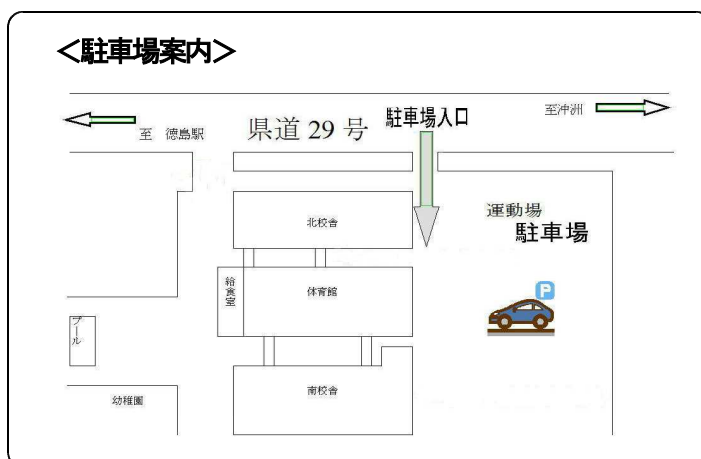 ＜駐車場案内＞
至沖洲
至 徳島駅
県道 29 号
駐車場入口
運動場
駐車場
北校舎
P
給食室
体育館
プール
南校舎
幼稚園